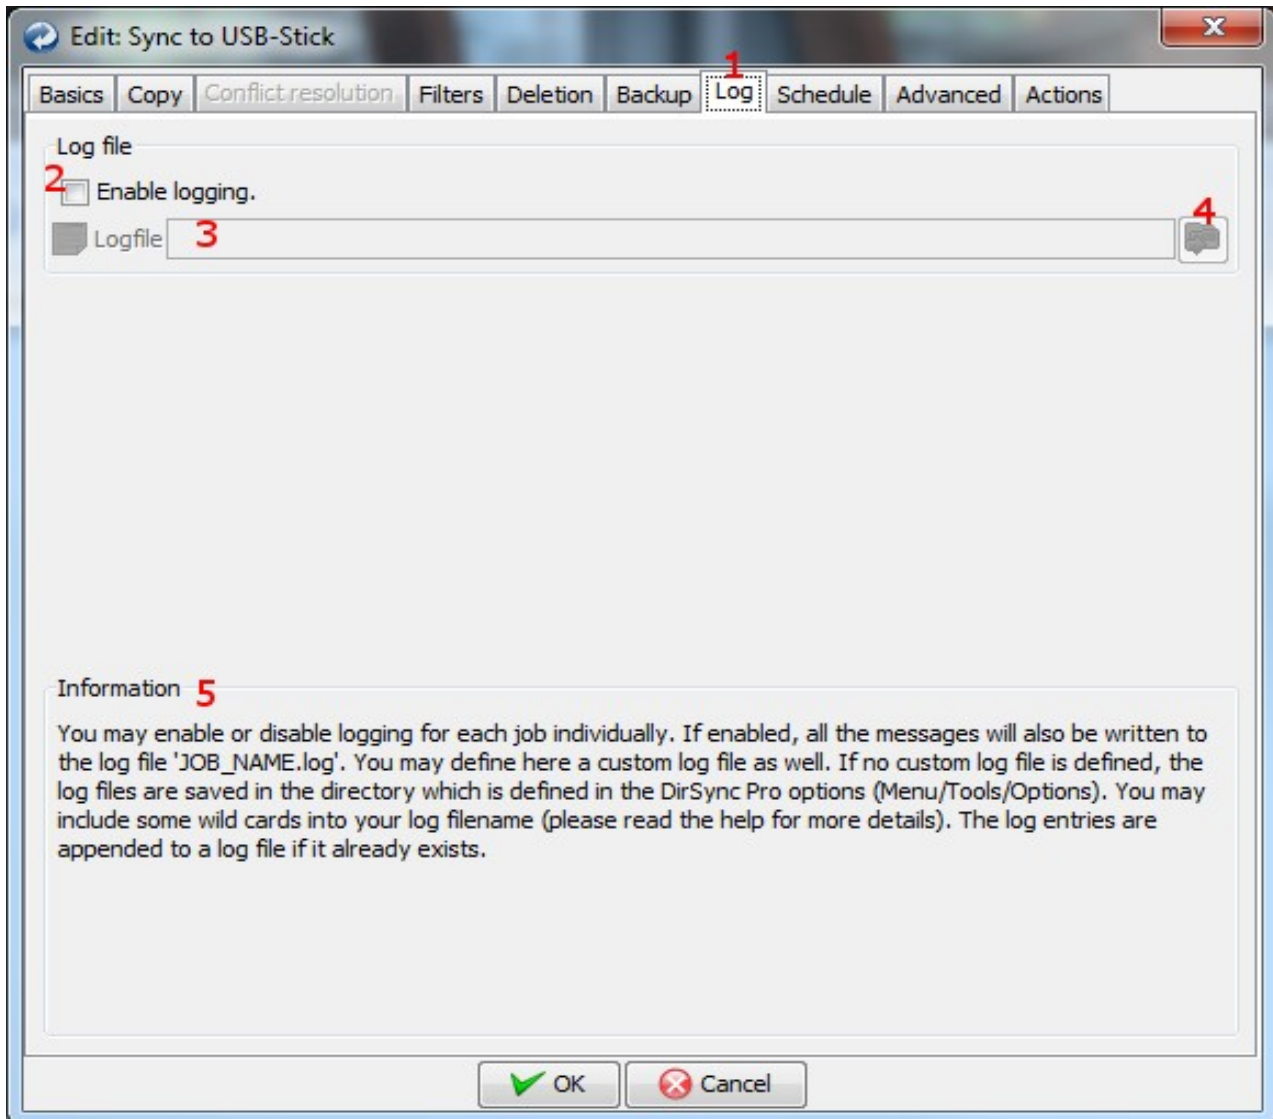 Edit: Sync to USB-Stick
1
Basics Copy Conflict resolution Filters Deletion Backup Log Schedule Advanced Actions
Log file
2 Enable logging.
4
Logfile 3
Information 5
You may enable or disable logging for each job individually. If enabled, all the messages will also be written to
the log file 'JOB_NAME.log'. You may define here a custom log file as well. If no custom log file is defined, the
log files are saved in the directory which is defined in the DirSync Pro options (Menu/Tools/Options). You may
include some wild cards into your log filename (please read the help for more details). The log entries are
appended to a log file if it already exists.
OK Cancel